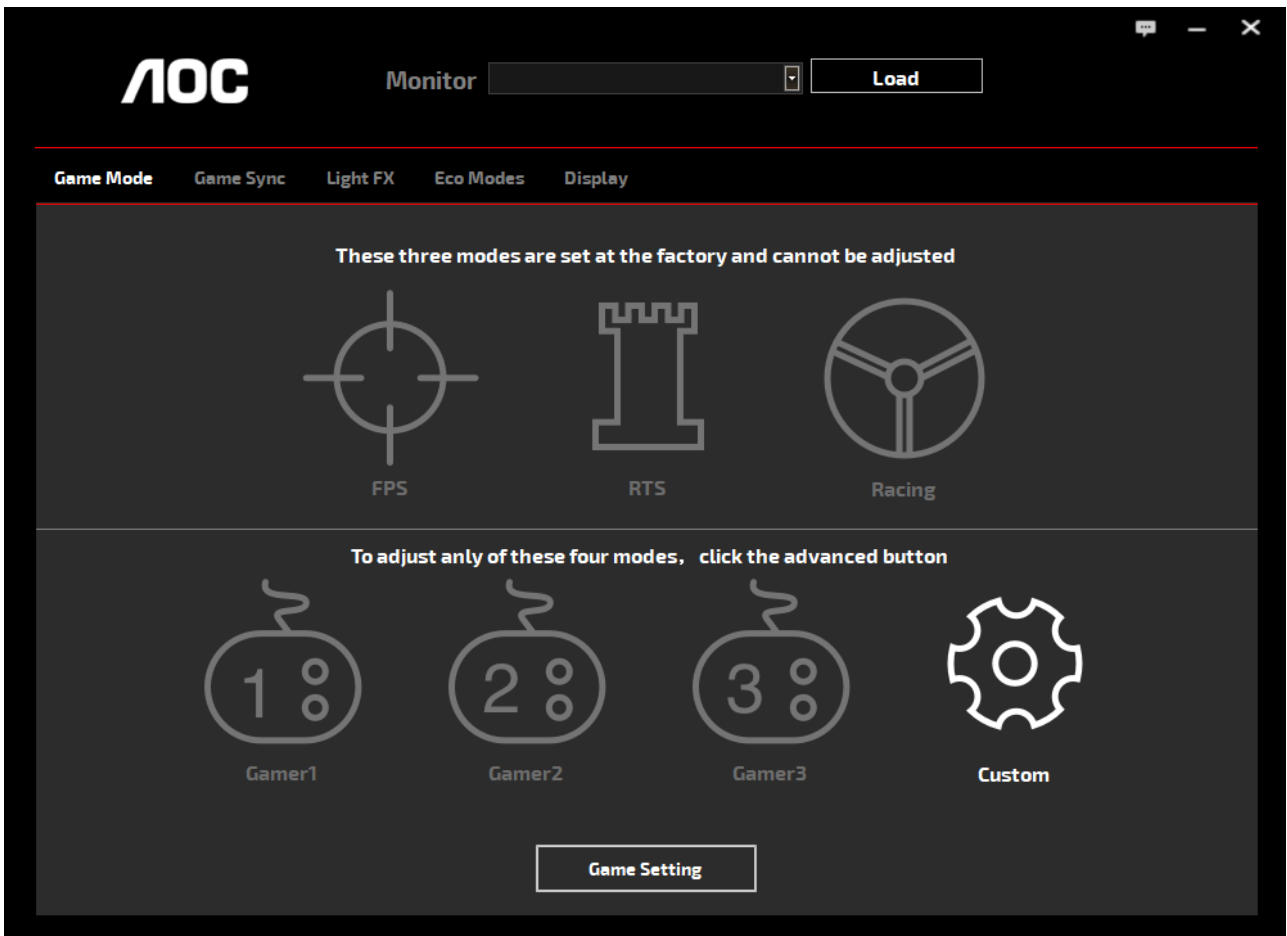 AOC
Monitor
Load
Game Mode Game Sync Light FX Eco Modes Display
These three modes are set at the factory and cannot be adjusted
FPS RTS Racing
To adjust anly of these four modes， click the advanced button
1 2 3
Gamer1 Gamer2 Gamer3 Custom
Game Setting